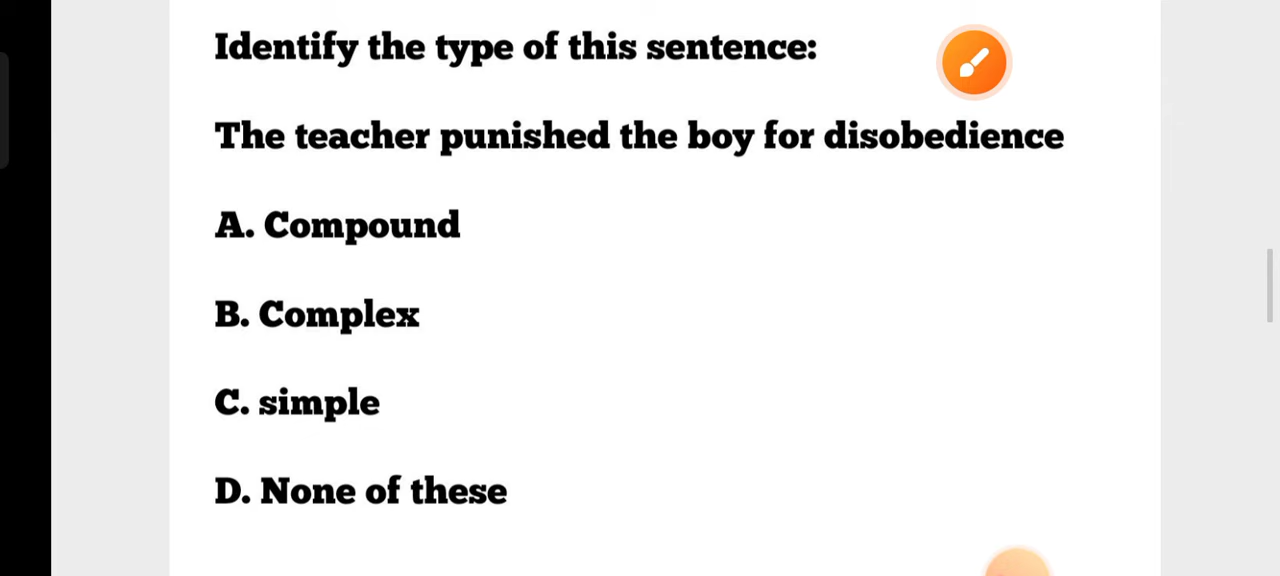 Identify the type of this sentence:
The teacher punished the boy for disobedience
A. Compound
B. Complex
C. simple
D. None of these